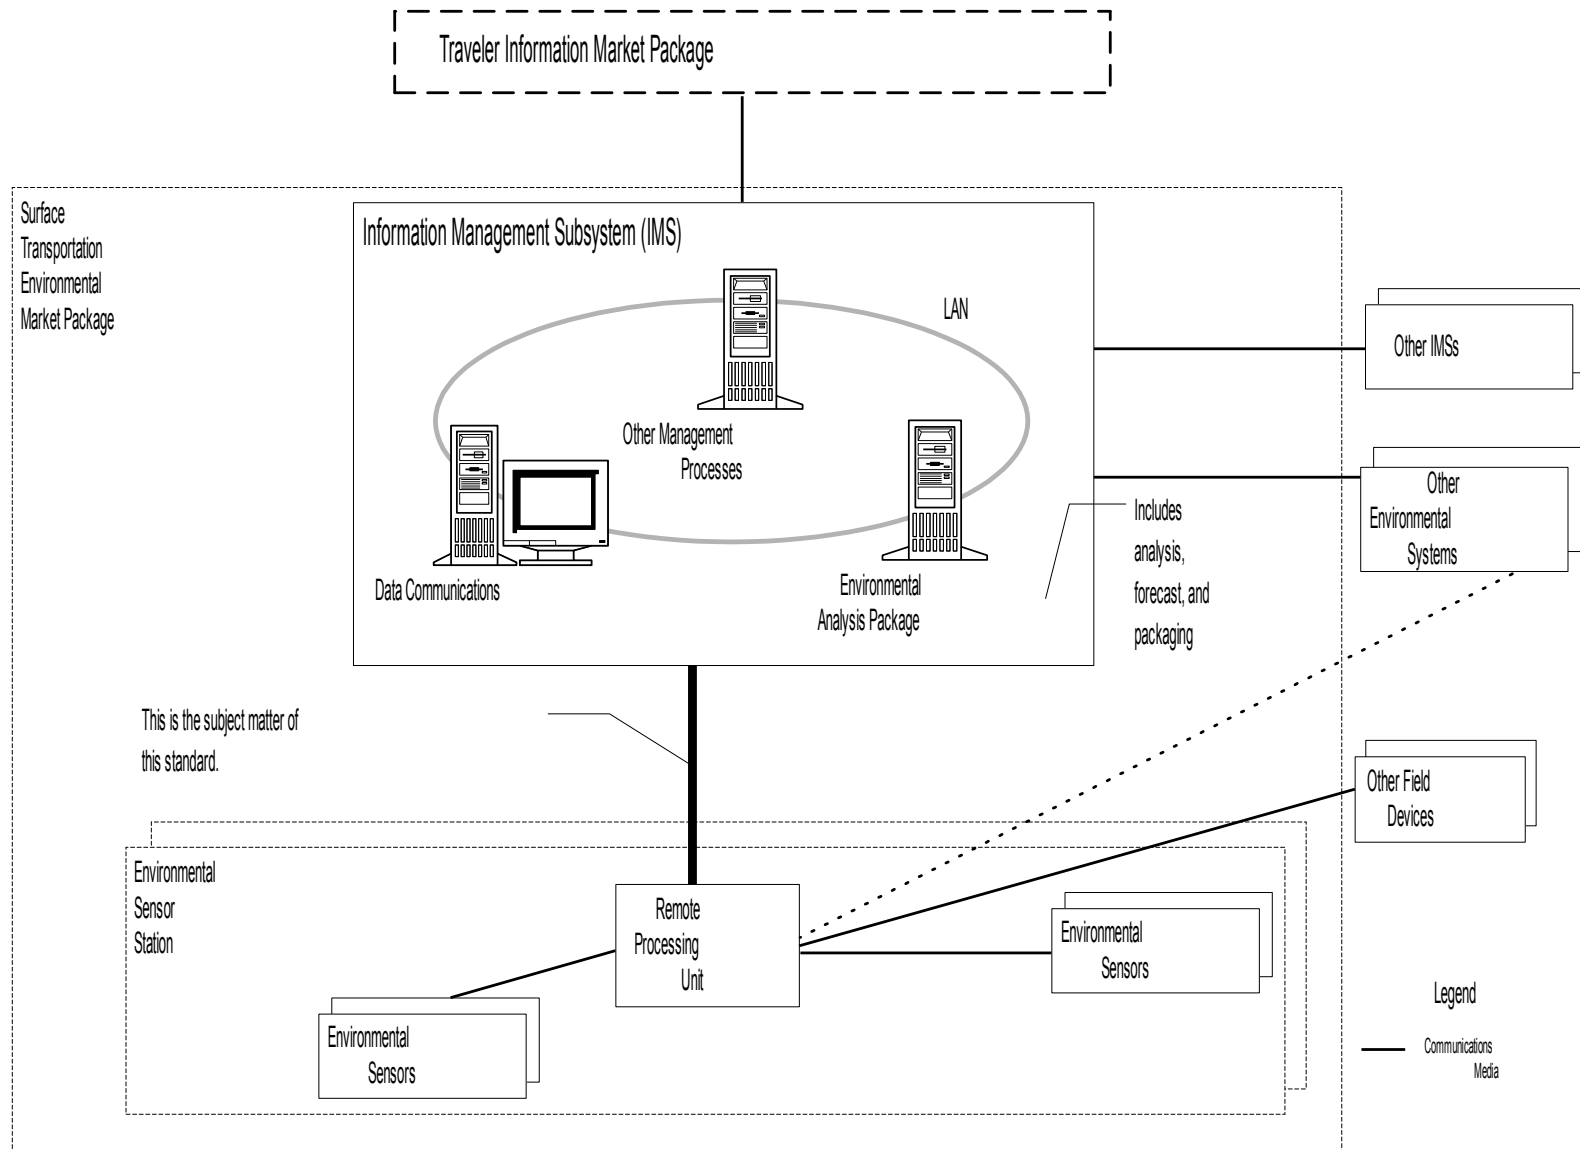 Traveler Information Market Package
Surface
Transportation
Environmental
Market Package
Information Management Subsystem (IMS)
LAN
Other Management
Processes
Data Communications
Environmental
Analysis Package
Includes
analysis,
forecast, and
packaging
Other IMSs
Other
Environmental
Systems
This is the subject matter of
this standard.
Other Field
Devices
Environmental
Sensor
Station
Remote
Processing
Unit
Environmental
Sensors
Environmental
Sensors
Legend
Communications
Media